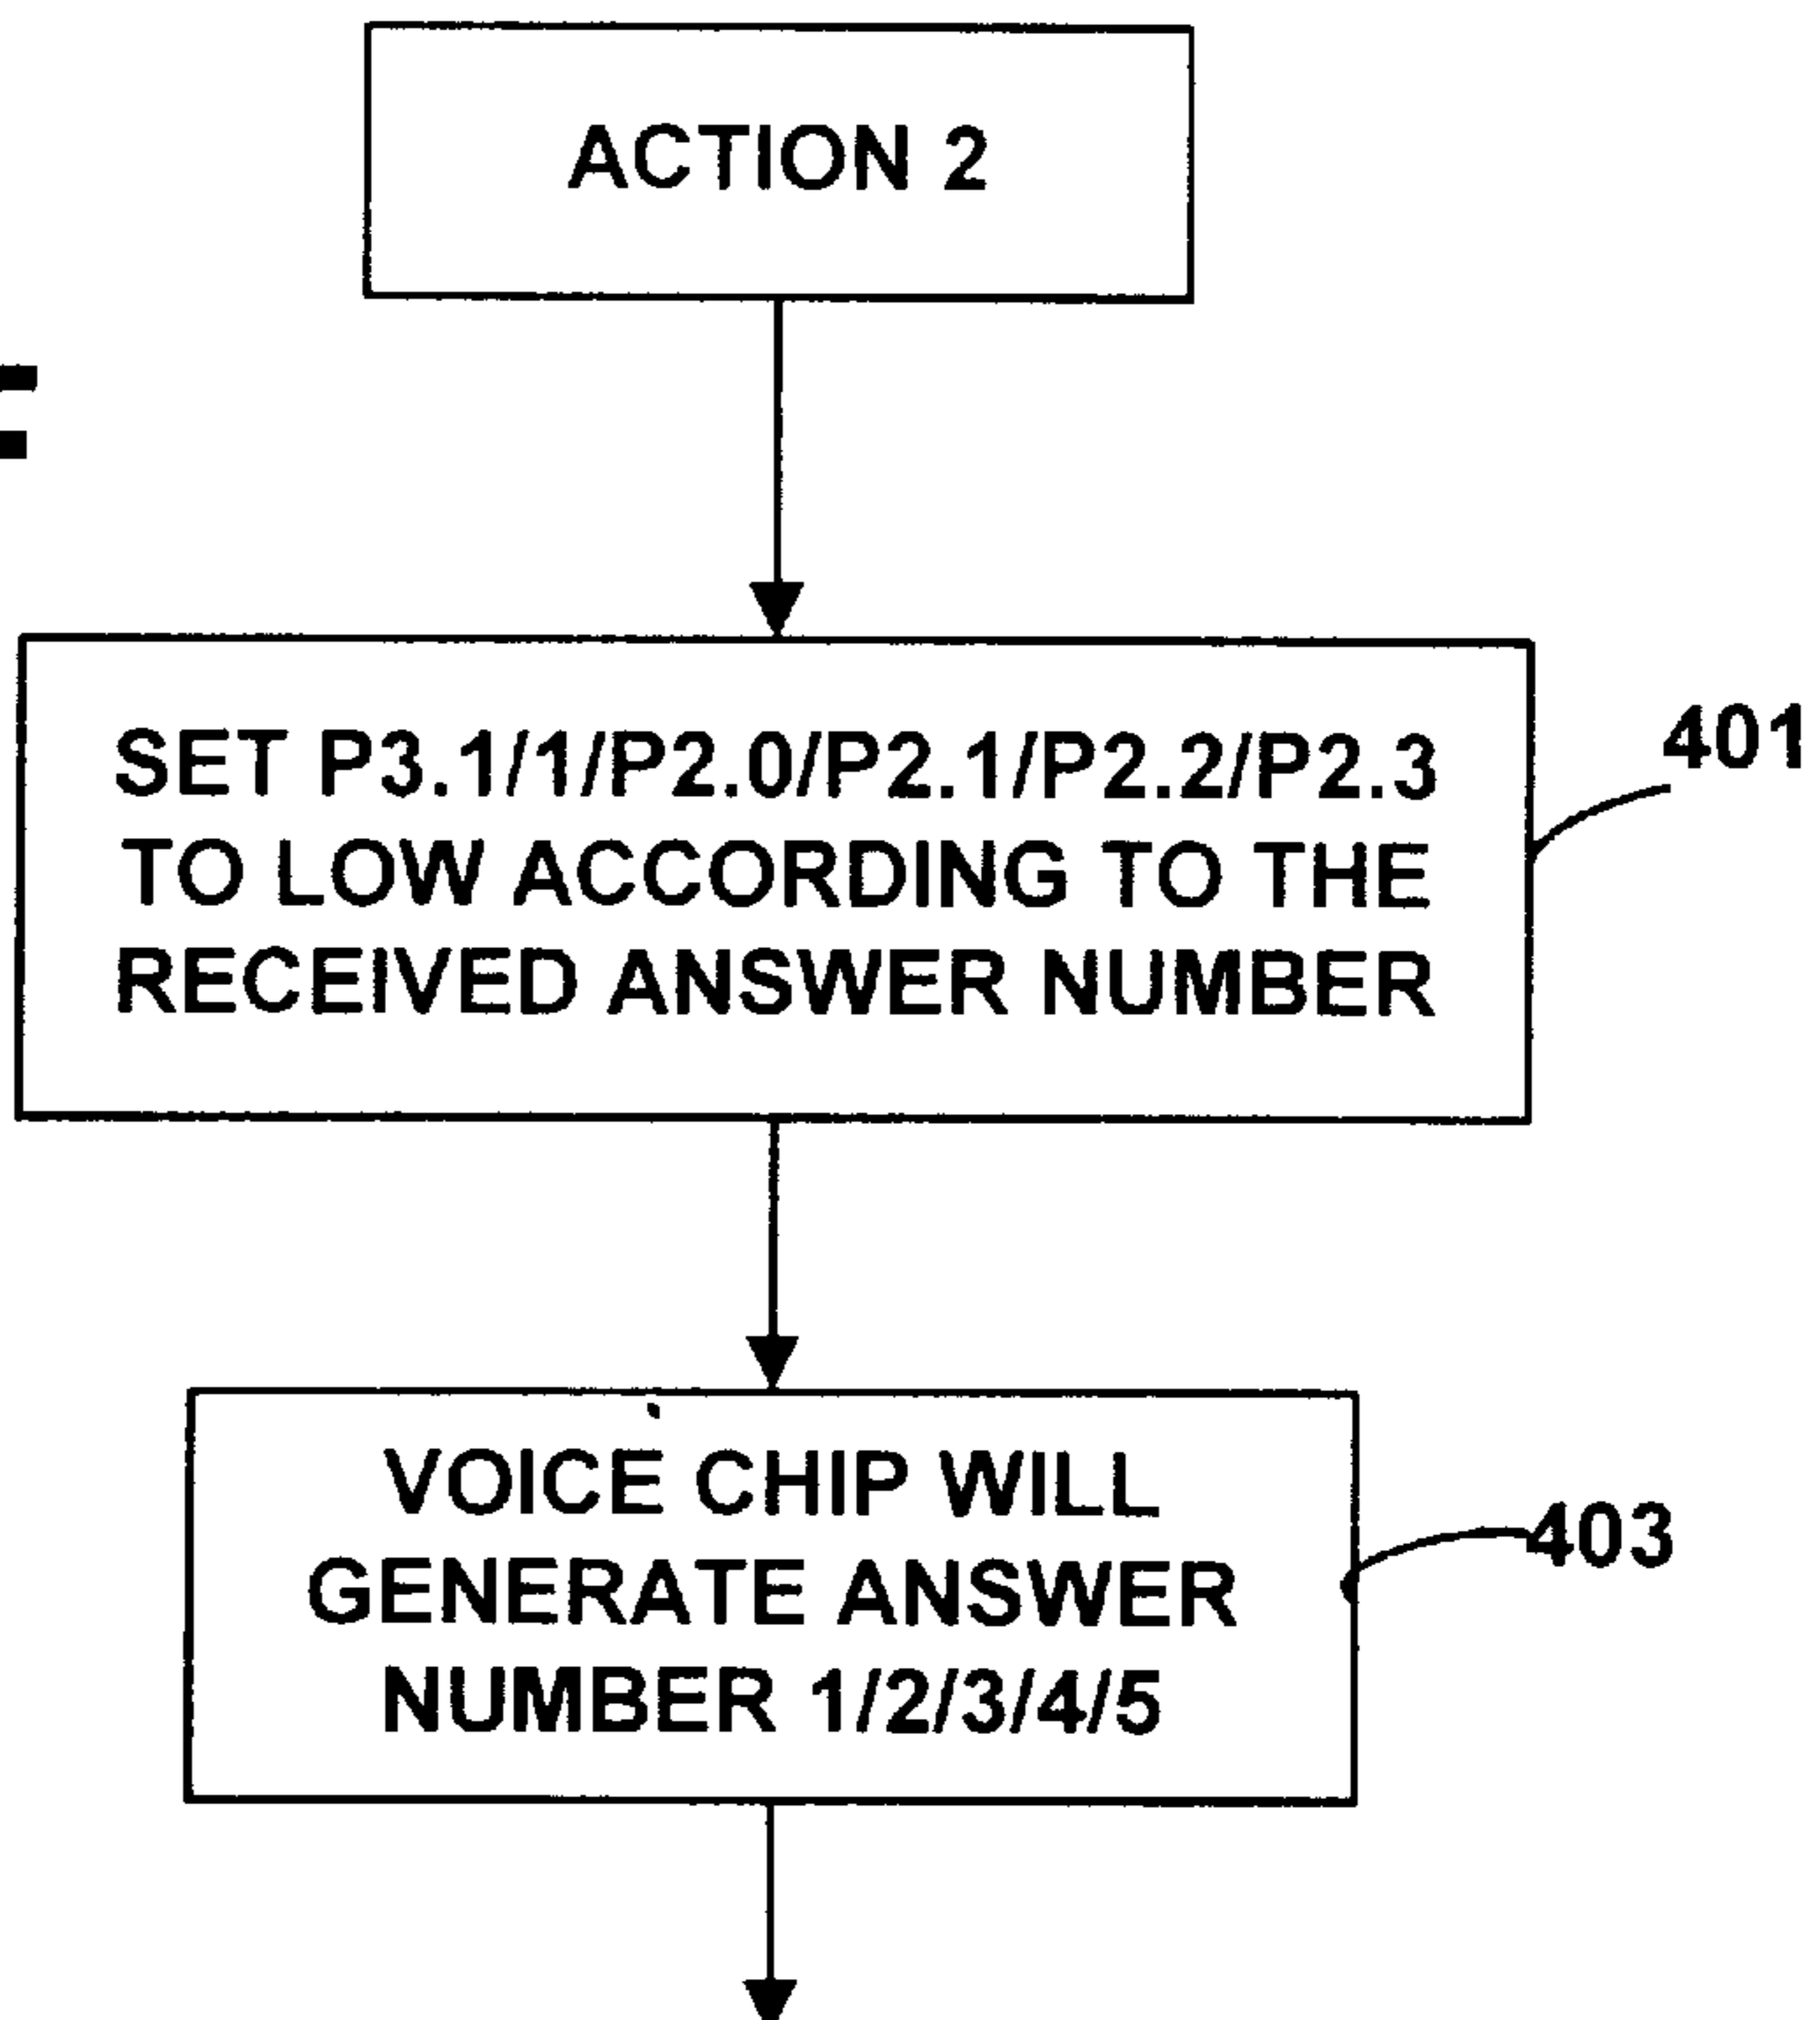 ACTION 2
SET P3.1/1/P2.0/P2.1/P2.2/P2.3
TO LOW ACCORDING TO THE
RECEIVED ANSWER NUMBER
401
VOICE CHIP WILL
GENERATE ANSWER
NUMBER 1/2/3/4/5
403